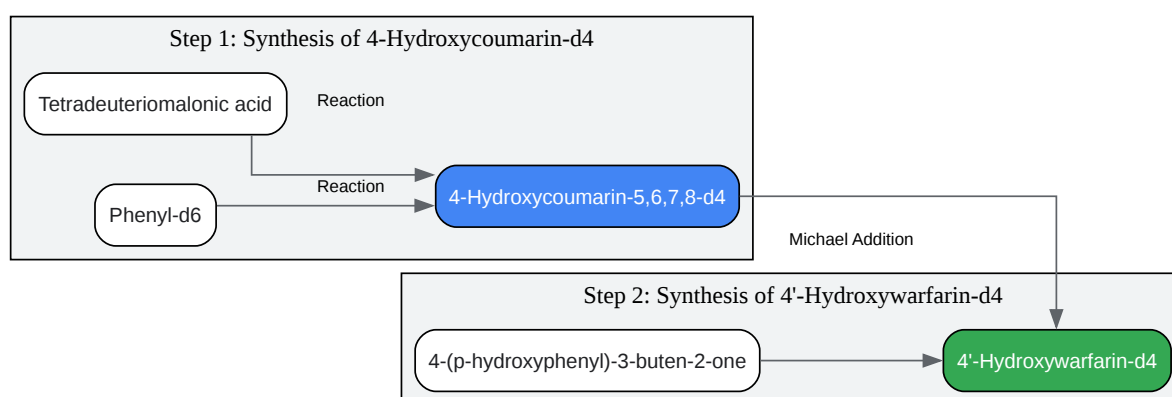 Step 1: Synthesis of 4-Hydroxycoumarin-d4
Tetradeuteriomalonic acid
Reaction
Reaction
Phenyl-d6
4-Hydroxycoumarin-5,6,7,8-d4
Michael Addition
Step 2: Synthesis of 4'-Hydroxywarfarin-d4
4-(p-hydroxyphenyl)-3-buten-2-one
4'-Hydroxywarfarin-d4